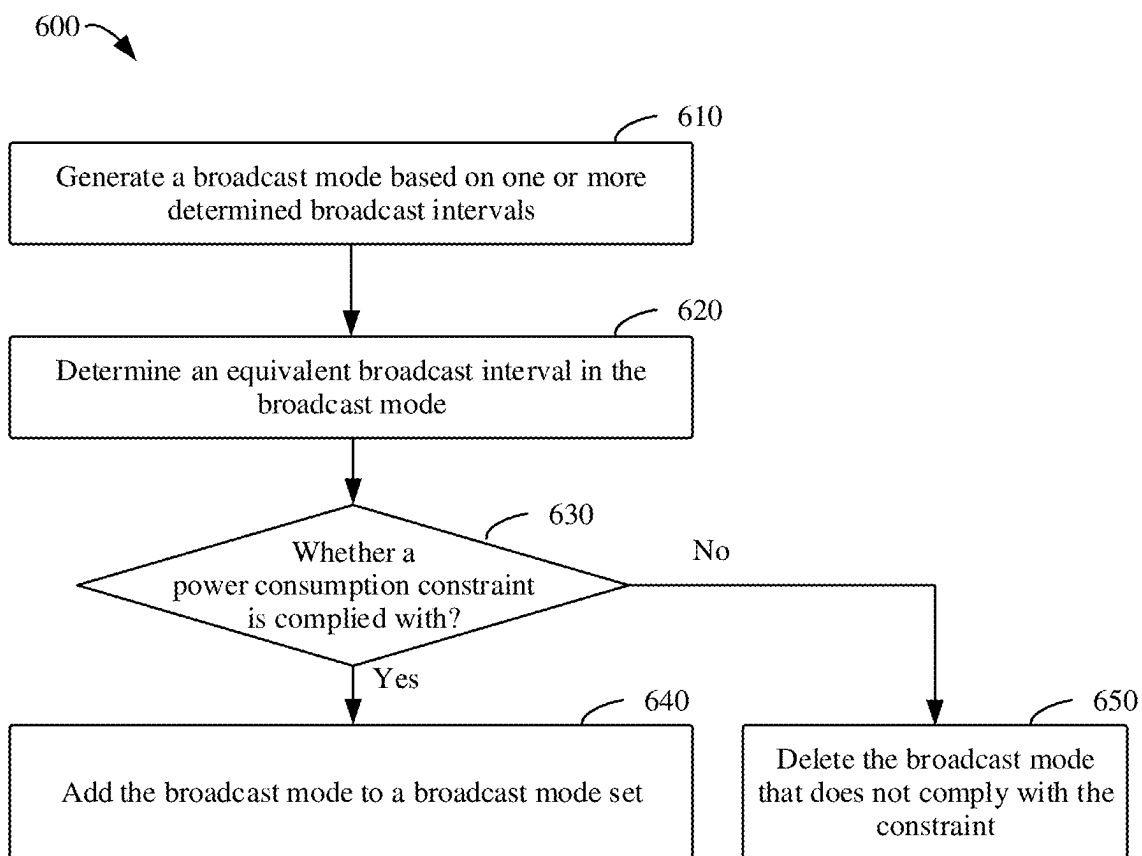 600
610
Generate a broadcast mode based on one or more
determined broadcast intervals
620
Determine an equivalent broadcast interval in the
broadcast mode
630
Whether a
power consumption constraint
is complied with?
No
Yes
640
Add the broadcast mode to a broadcast mode set
650
Delete the broadcast mode
that does not comply with the
constraint